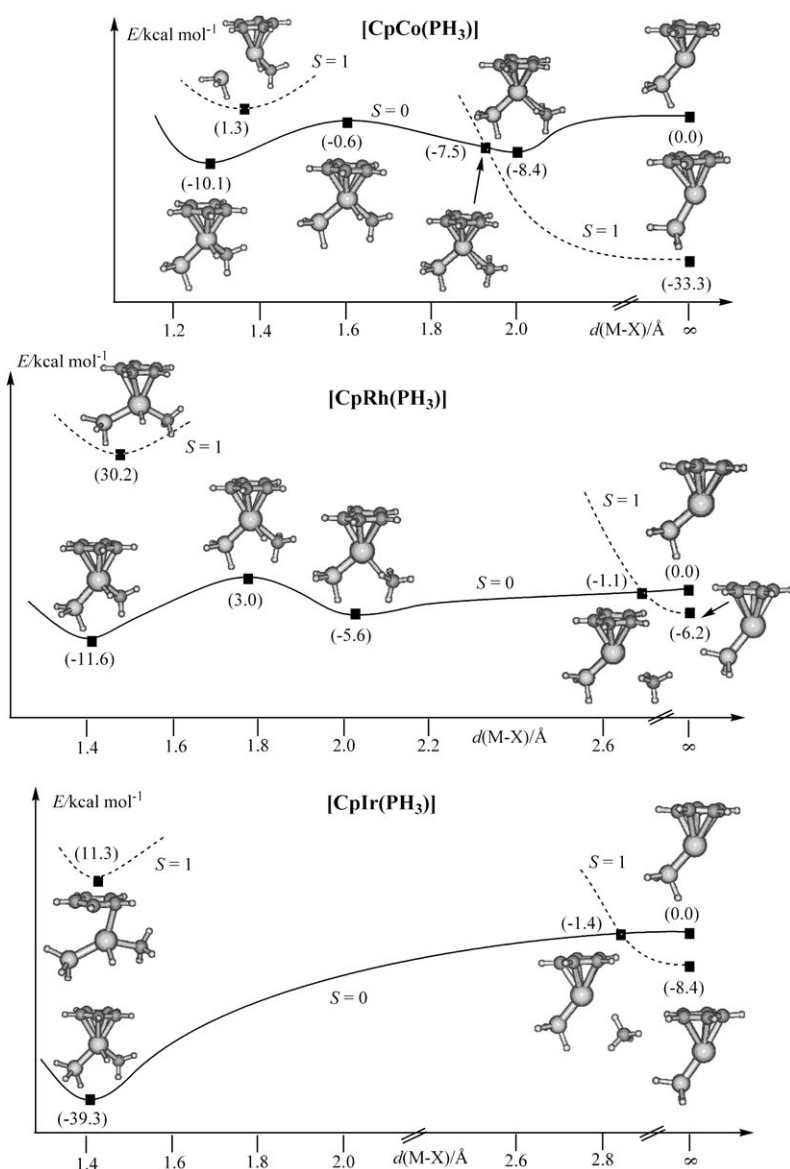 E/kcal mol-1
[CpCo(PH3)]
S = 1
(1.3)
S = 0
(-0.6)
(-7.5)
(-8.4)
(0.0)
(-10.1)
S = 1
(-33.3)
1.2 1.4 1.6 1.8 2.0 d(M-X)/Å ∞
E/kcal mol-1
[CpRh(PH3)]
S = 1
(30.2)
S = 1
(3.0)
S = 0
(-1.1)
(0.0)
(-11.6)
(-5.6)
(-6.2)
1.4 1.6 1.8 2.0 2.2 d(M-X)/Å 2.6 ∞
E/kcal mol-1
[CpIr(PH3)]
(11.3)
S = 1
S = 1
(-1.4)
(0.0)
(-8.4)
S = 0
(-39.3)
1.4 1.6 1.8 2.0 d(M-X)/Å 2.6 2.8 ∞